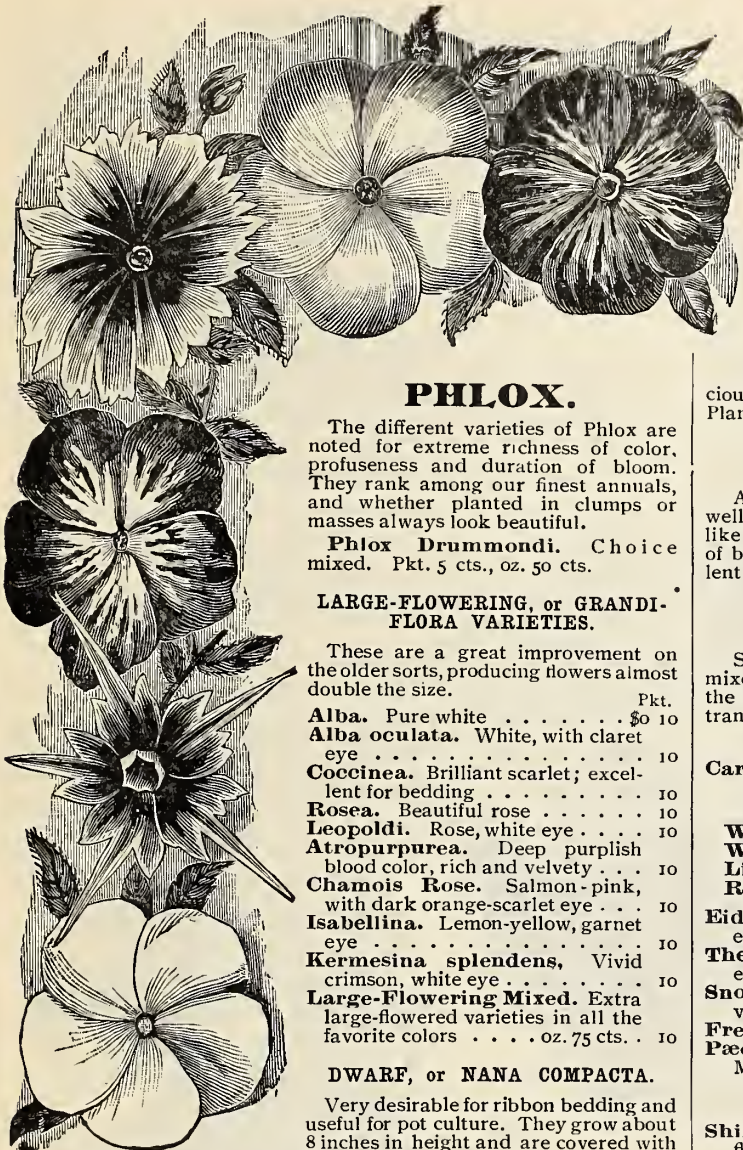 PHLOX.
The different varieties of Phlox are
noted for extreme richness of color,
profuseness and duration of bloom.
They rank among our finest annuals,
and whether planted in clumps or
masses always look beautiful.
Phlox Drummondi. Choice
mixed. Pkt. 5 cts., oz. 50 cts.
LARGE-FLOWERING, or GRANDI-
FLORA VARIETIES.
These are a great improvement on
the older sorts, producing flowers almost
double the size.
Pkt.
Alba. Pure white . . . . . . . $0 10
Alba oculata. White, with claret
eye . . . . . . . . . . . . . . . 10
Coccinea. Brilliant scarlet; excel-
lent for bedding . . . . . . . . . 10
Rosea. Beautiful rose . . . . . . 10
Leopoldi. Rose, white eye . . . . 10
Atropurpurea. Deep purplish
blood color, rich and velvety . . . 10
Chamois Rose. Salmon-pink,
with dark orange-scarlet eye . . . 10
Isabellina. Lemon-yellow, garnet
eye . . . . . . . . . . . . . . . 10
Kermesina splendens, Vivid
crimson, white eye . . . . . . . . 10
Large-Flowering Mixed. Extra
large-flowered varieties in all the
favorite colors . . . . oz. 75 cts. . 10
DWARF, or NANA COMPACTA.
Very desirable for ribbon bedding and
useful for pot culture. They grow about
8 inches in height and are covered with
ciou
Plan
A
well
like
of b
lent
S
mixe
the
tran
Car
W
W
Li
R
Eid
e
The
e
Sno
v
Fre
Pæo
M
Shi